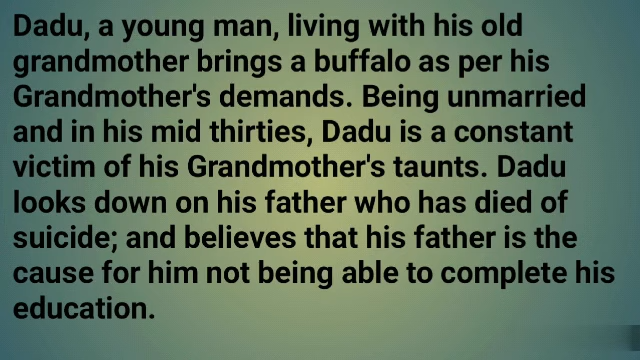 Dadu, a young man, living with his old
grandmother brings a buffalo as per his
Grandmother's demands. Being unmarried
and in his mid thirties, Dadu is a constant
victim of his Grandmother's taunts. Dadu
looks down on his father who has died of
suicide; and believes that his father is the
cause for him not being able to complete his
education.